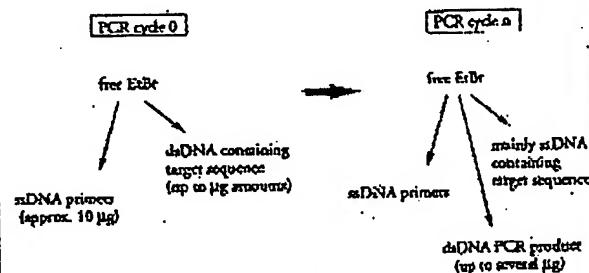 PCR cycle 0
free EtBr
dsDNA containing
target sequence
(up to μg amounts)
ssDNA primers
(approx. 10 μg)
PCR cycle n
free EtBr
mainly ssDNA
containing
target sequence
ssDNA primers
dsDNA PCR product
(up to several μg)